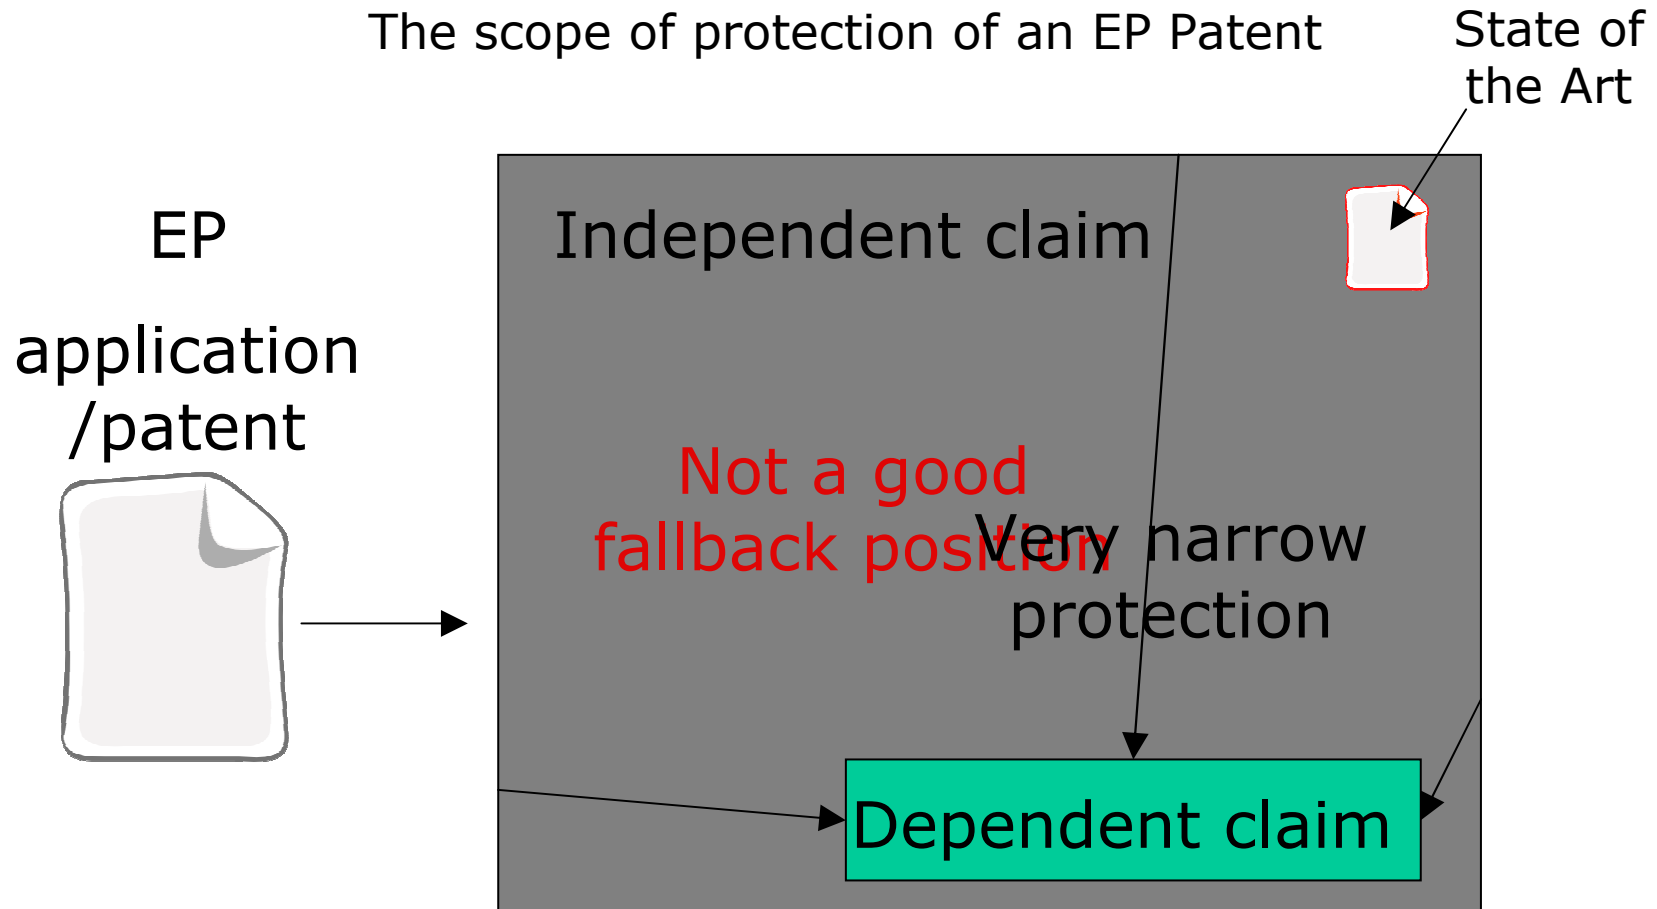 The scope of protection of an EP Patent
State of
the Art
EP
application
/patent
Independent claim
Not a good
fallback position
Very narrow
protection
Dependent claim